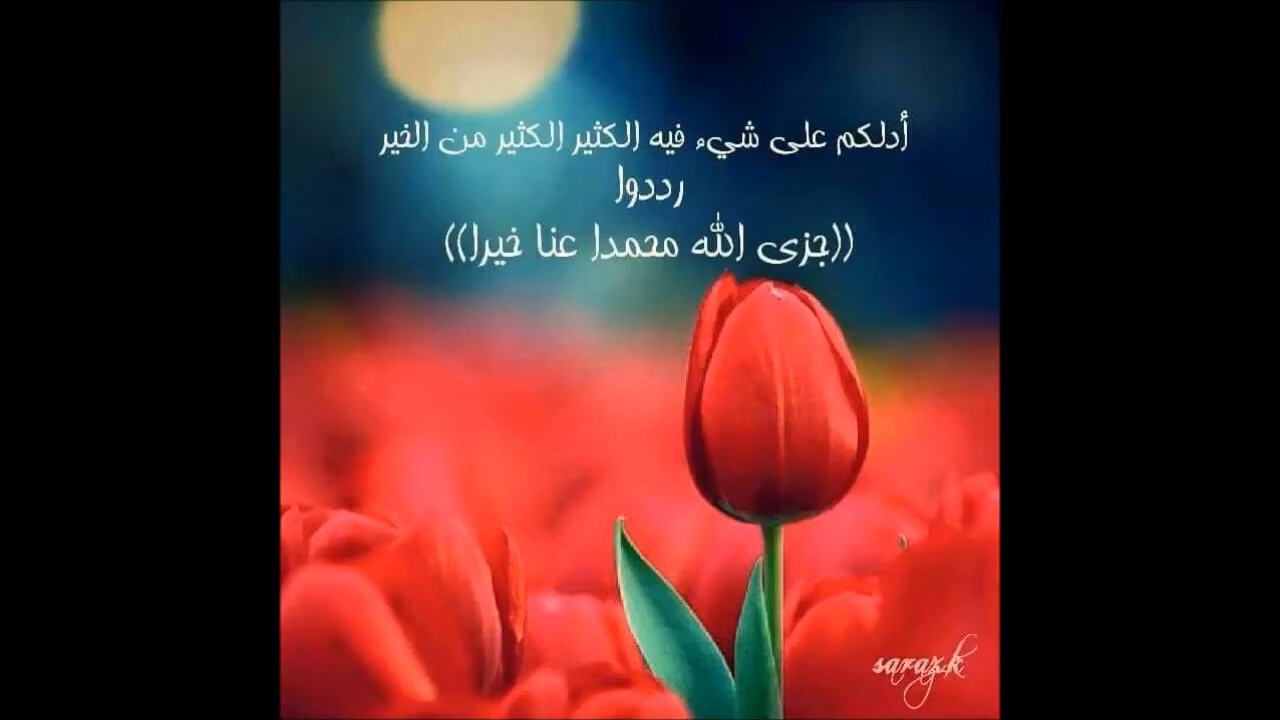 أدلكم على شيء فيه الكثير الكثير من الخير
رددوا
((جزى الله محمدا عنا خيرا))
saraz.k